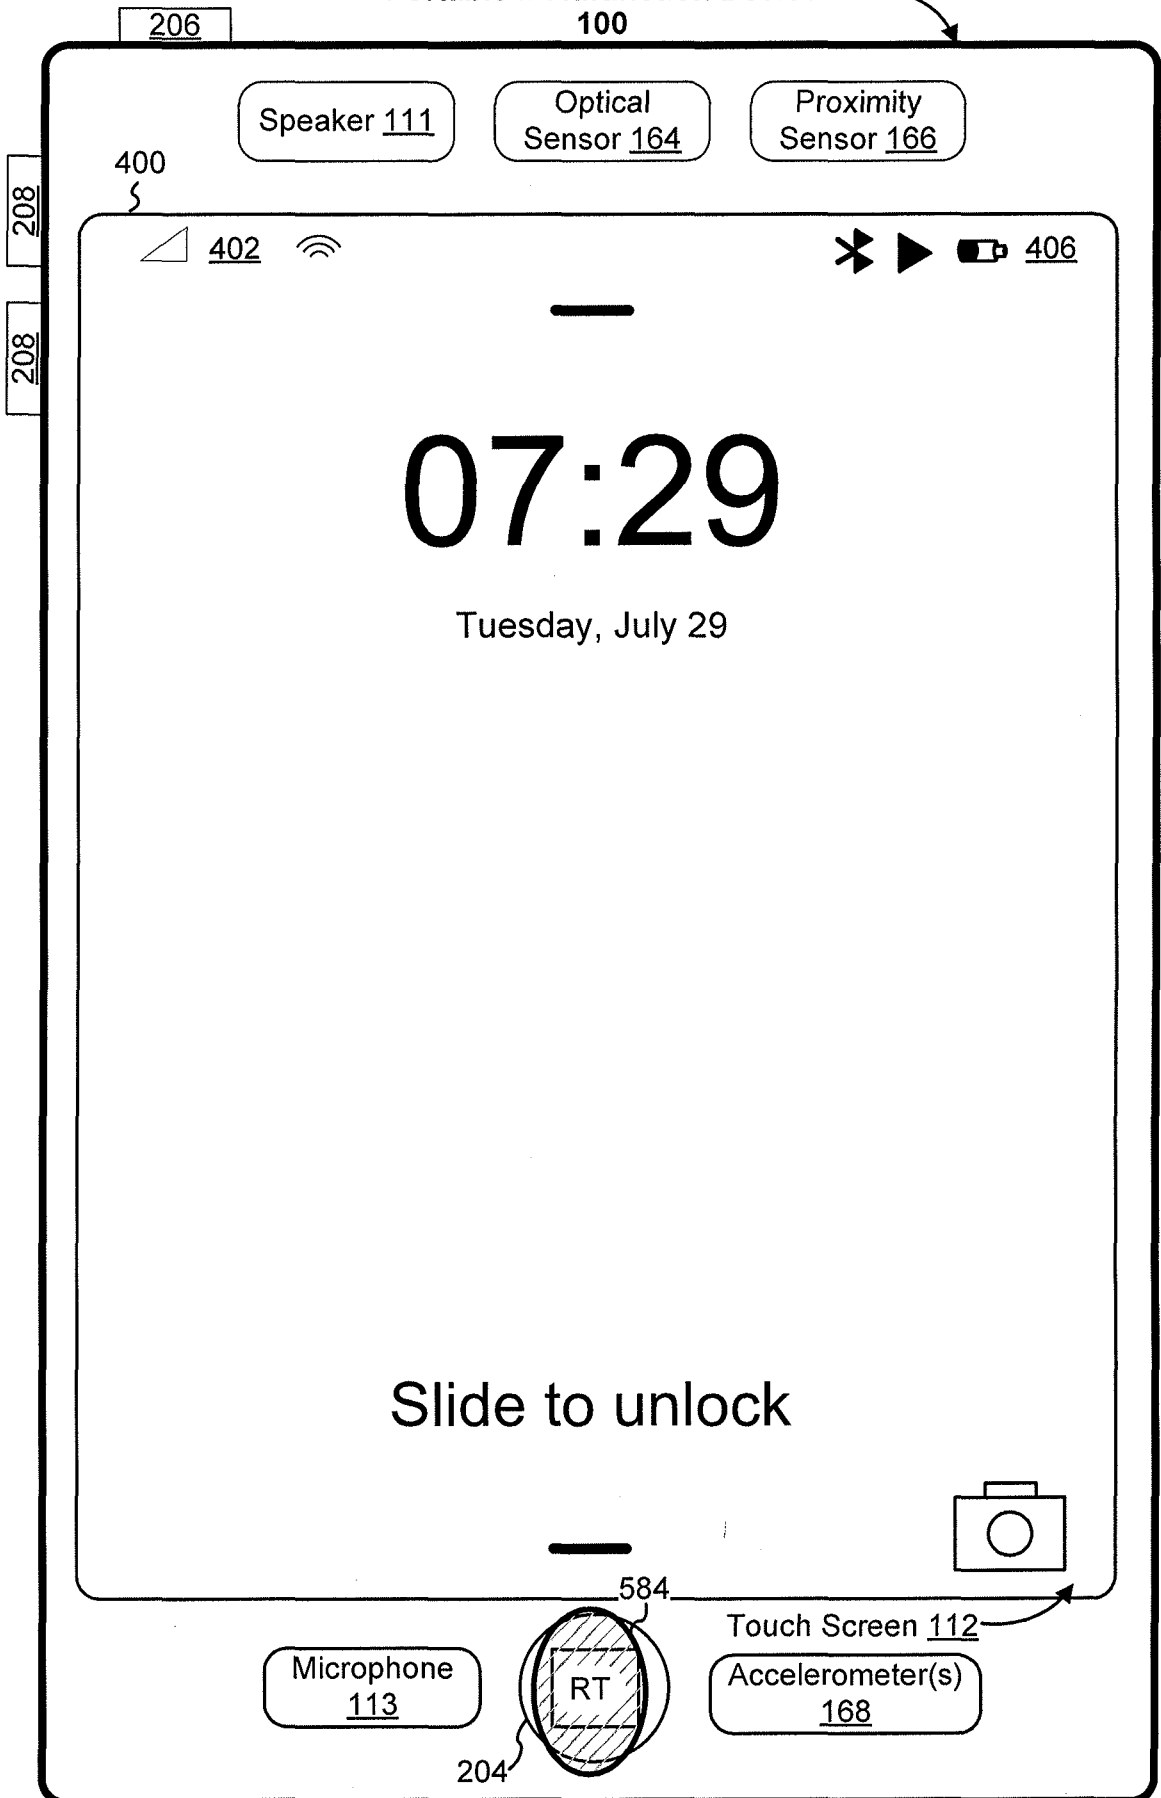 100
206
Speaker 111
Optical
Sensor 164
Proximity
Sensor 166
400
208
402
406
208
07:29
Tuesday, July 29
Slide to unlock
584
Touch Screen 112
Microphone
113
RT
Accelerometer(s)
168
204